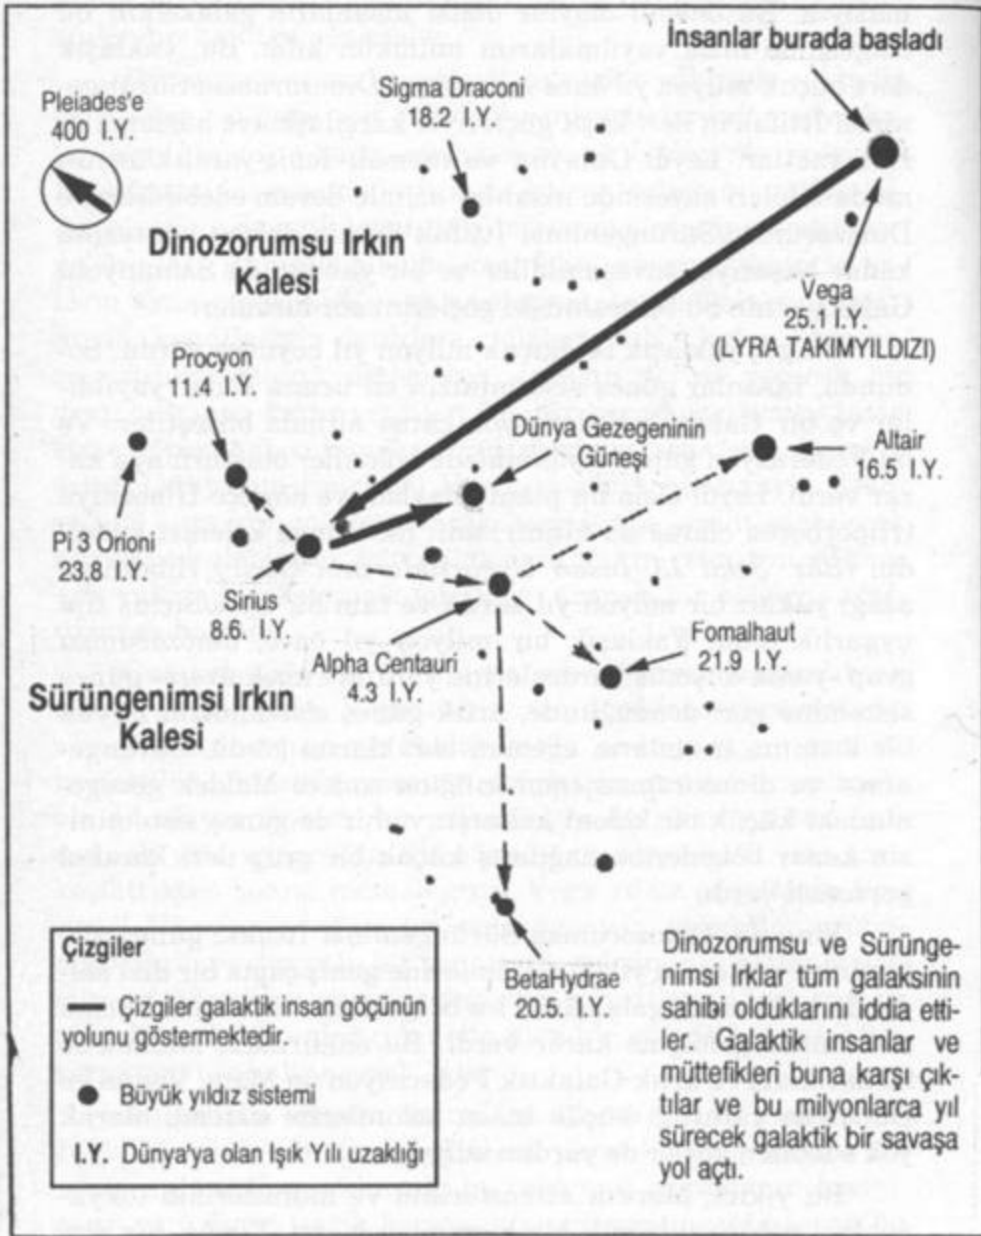 İnsanlar burada başladı
Pleiades'e
400 I.Y.
Sigma Draconi
18.2 I.Y.
Dinozorumsu Irkın
Kalesi
Vega
25.1 I.Y.
(LYRA TAKIMYILDIZI)
Procyon
11.4 I.Y.
Dünya Gezegeninin
Güneşi
Altair
16.5 I.Y.
Pi 3 Orioni
23.8 I.Y.
Sirius
8.6. I.Y.
Alpha Centauri
4.3 I.Y.
Fomalhaut
21.9 I.Y.
Sürüngenimsi Irkın
Kalesi
BetaHydrae
20.5. I.Y.
Çizgiler
Çizgiler galaktik insan göçünün
yolunu göstermektedir.
Büyük yıldız sistemi
I.Y. Dünya'ya olan Işık Yılı uzaklığı
Dinozorumsu ve Sürünge-
nimsi Irklar tüm galaksinin
sahibi olduklarını iddia etti-
ler. Galaktik insanlar ve
müttefikleri buna karşı çık-
tılar ve bu milyonlarca yıl
sürecek galaktik bir savaşa
yol açtı.